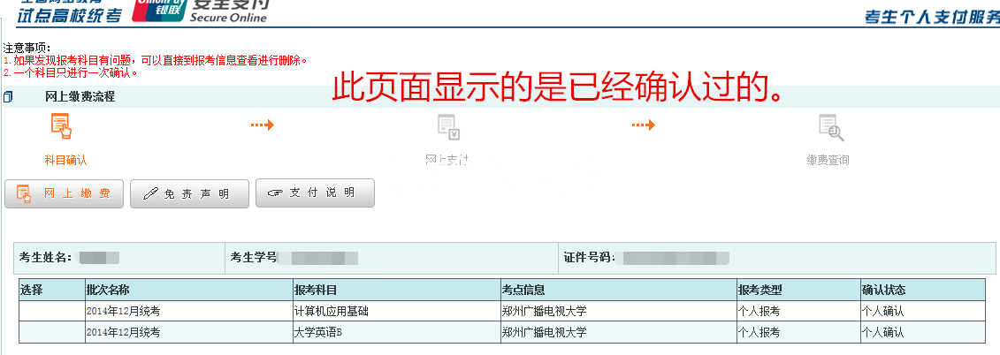 全国网络教育
试点高校统考
UnionPay
银联
安全支付
Secure Online
考生个人支付服务
注意事项:
1.如果发现报考科目有问题,可以直接到报考信息查看进行删除。
2.一个科目只进行一次确认。
此页面显示的是已经确认过的。
网上缴费流程
科目确认
网上支付
缴费查询
网 上 缴 费
免 责 声 明
支 付 说 明
考生姓名:
考生学号
证件号码:
选择 批次名称 报考科目 考点信息 报考类型 确认状态
2014年12月统考 计算机应用基础 郑州广播电视大学 个人报考 个人确认
2014年12月统考 大学英语B 郑州广播电视大学 个人报考 个人确认